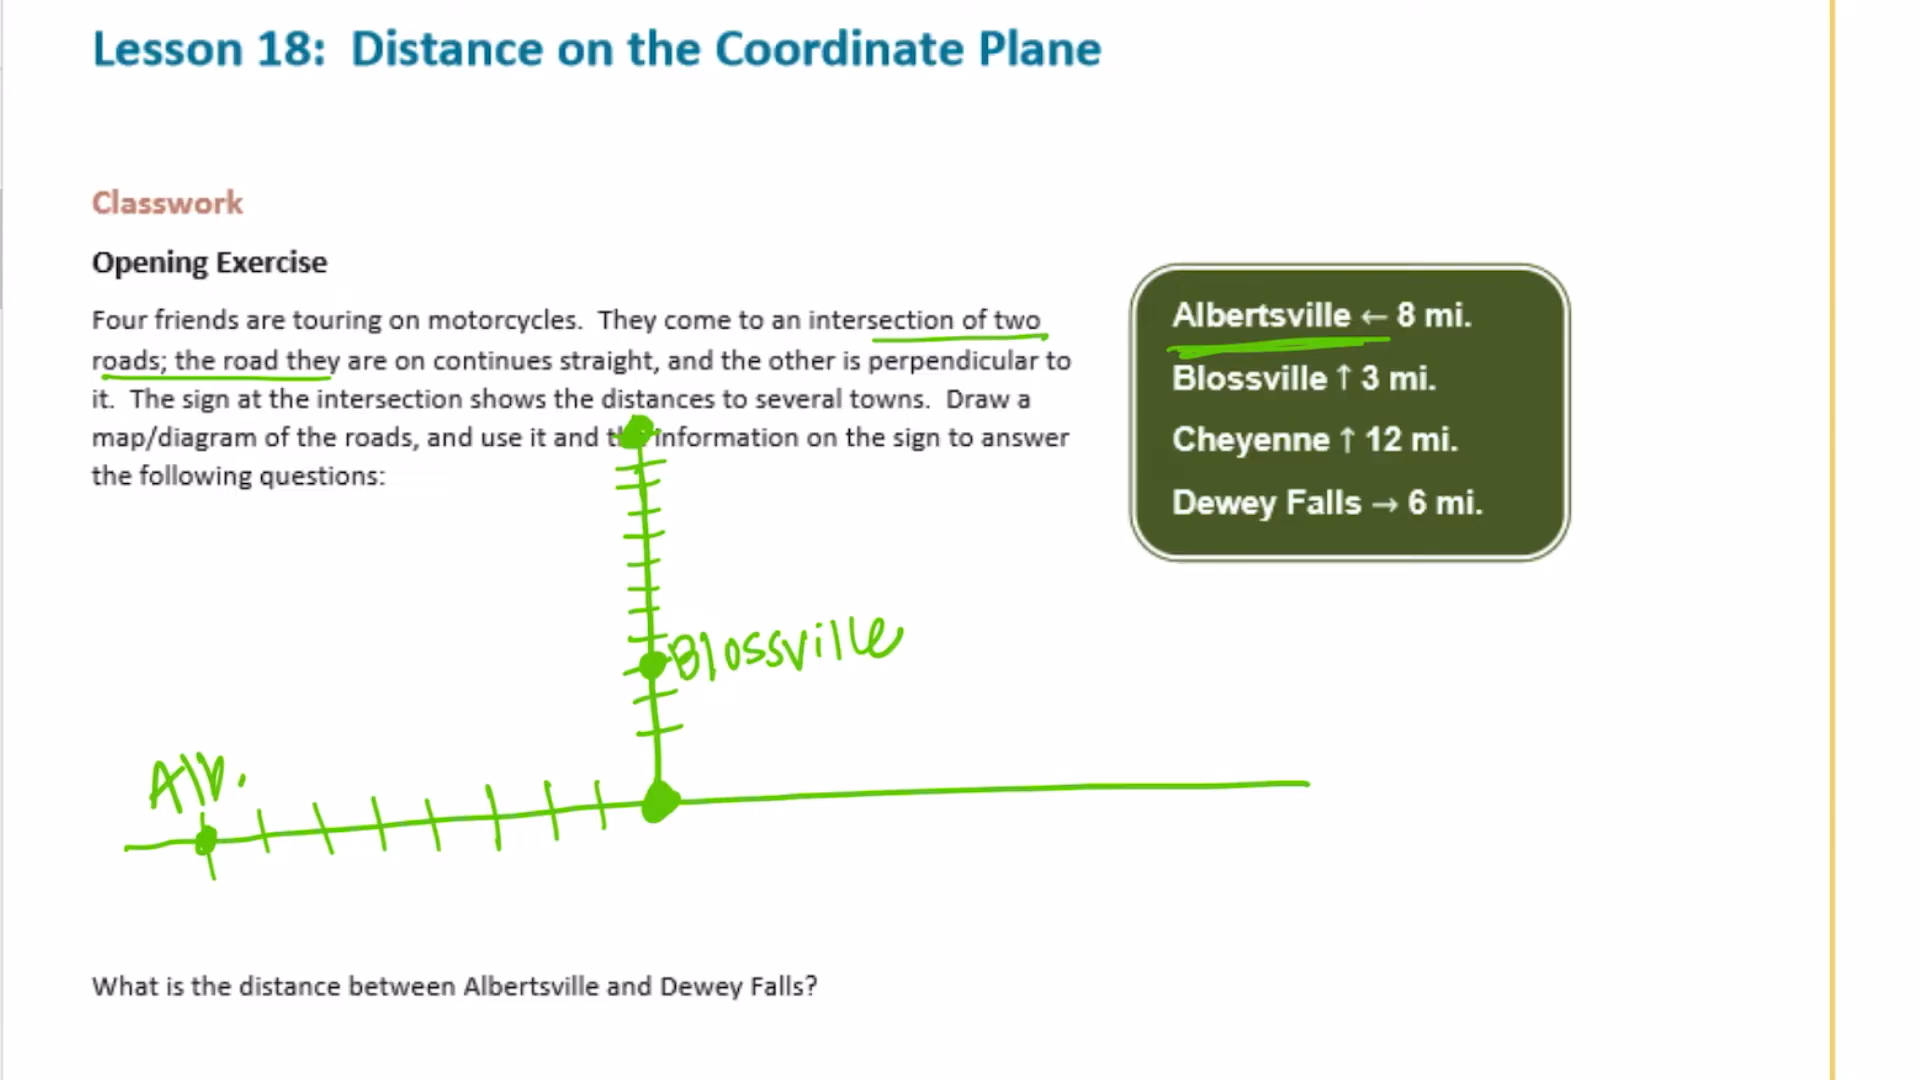 Lesson 18: Distance on the Coordinate Plane
Classwork
Opening Exercise
Four friends are touring on motorcycles. They come to an intersection of two
roads; the road they are on continues straight, and the other is perpendicular to
it. The sign at the intersection shows the distances to several towns. Draw a
map/diagram of the roads, and use it and the information on the sign to answer
the following questions:
Albertsville ← 8 mi.
Blossville ↑ 3 mi.
Cheyenne ↑ 12 mi.
Dewey Falls → 6 mi.
Blossville
Alb.
What is the distance between Albertsville and Dewey Falls?